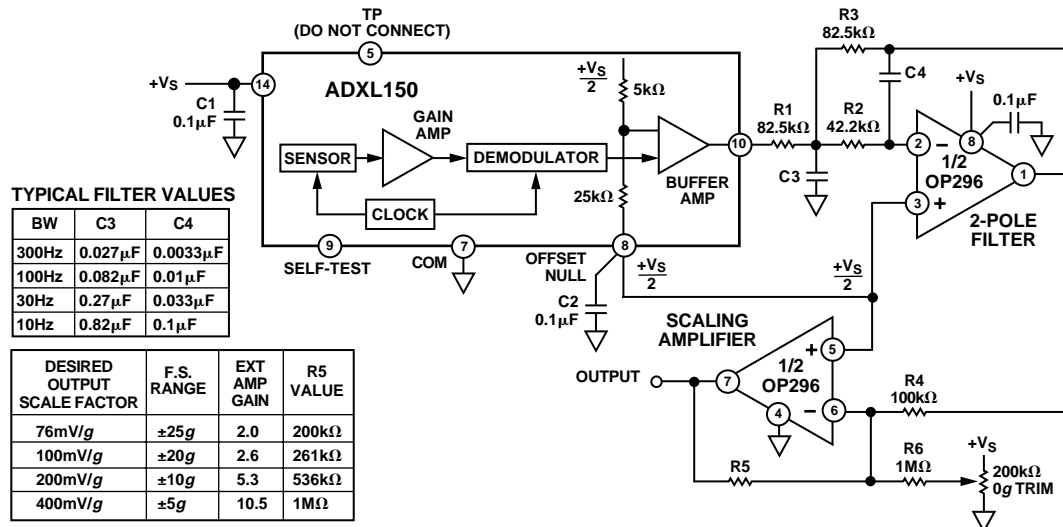 TP
(DO NOT CONNECT)
5
+VS
14
C1
0.1µF
ADXL150
+VS
2
5kΩ
GAIN
AMP
SENSOR
DEMODULATOR
CLOCK
25kΩ
BUFFER
AMP
10
9
SELF-TEST
7
COM
8
OFFSET
NULL
+VS
2
C2
0.1µF
R1
82.5kΩ
R3
82.5kΩ
C4
R2
42.2kΩ
C3
+VS
0.1µF
2
–
8
1/2
OP296
1
3
+
2-POLE
FILTER
+VS
2
TYPICAL FILTER VALUES
BW C3 C4
300Hz 0.027µF 0.0033µF
100Hz 0.082µF 0.01µF
30Hz 0.27µF 0.033µF
10Hz 0.82µF 0.1µF
DESIRED
OUTPUT
SCALE FACTOR
F.S.
RANGE
EXT
AMP
GAIN
R5
VALUE
76mV/g ±25g 2.0 200kΩ
100mV/g ±20g 2.6 261kΩ
200mV/g ±10g 5.3 536kΩ
400mV/g ±5g 10.5 1MΩ
SCALING
AMPLIFIER
OUTPUT
7
+
5
1/2
OP296
4
–
6
R4
100kΩ
R5
R6
1MΩ
+VS
200kΩ
0g TRIM